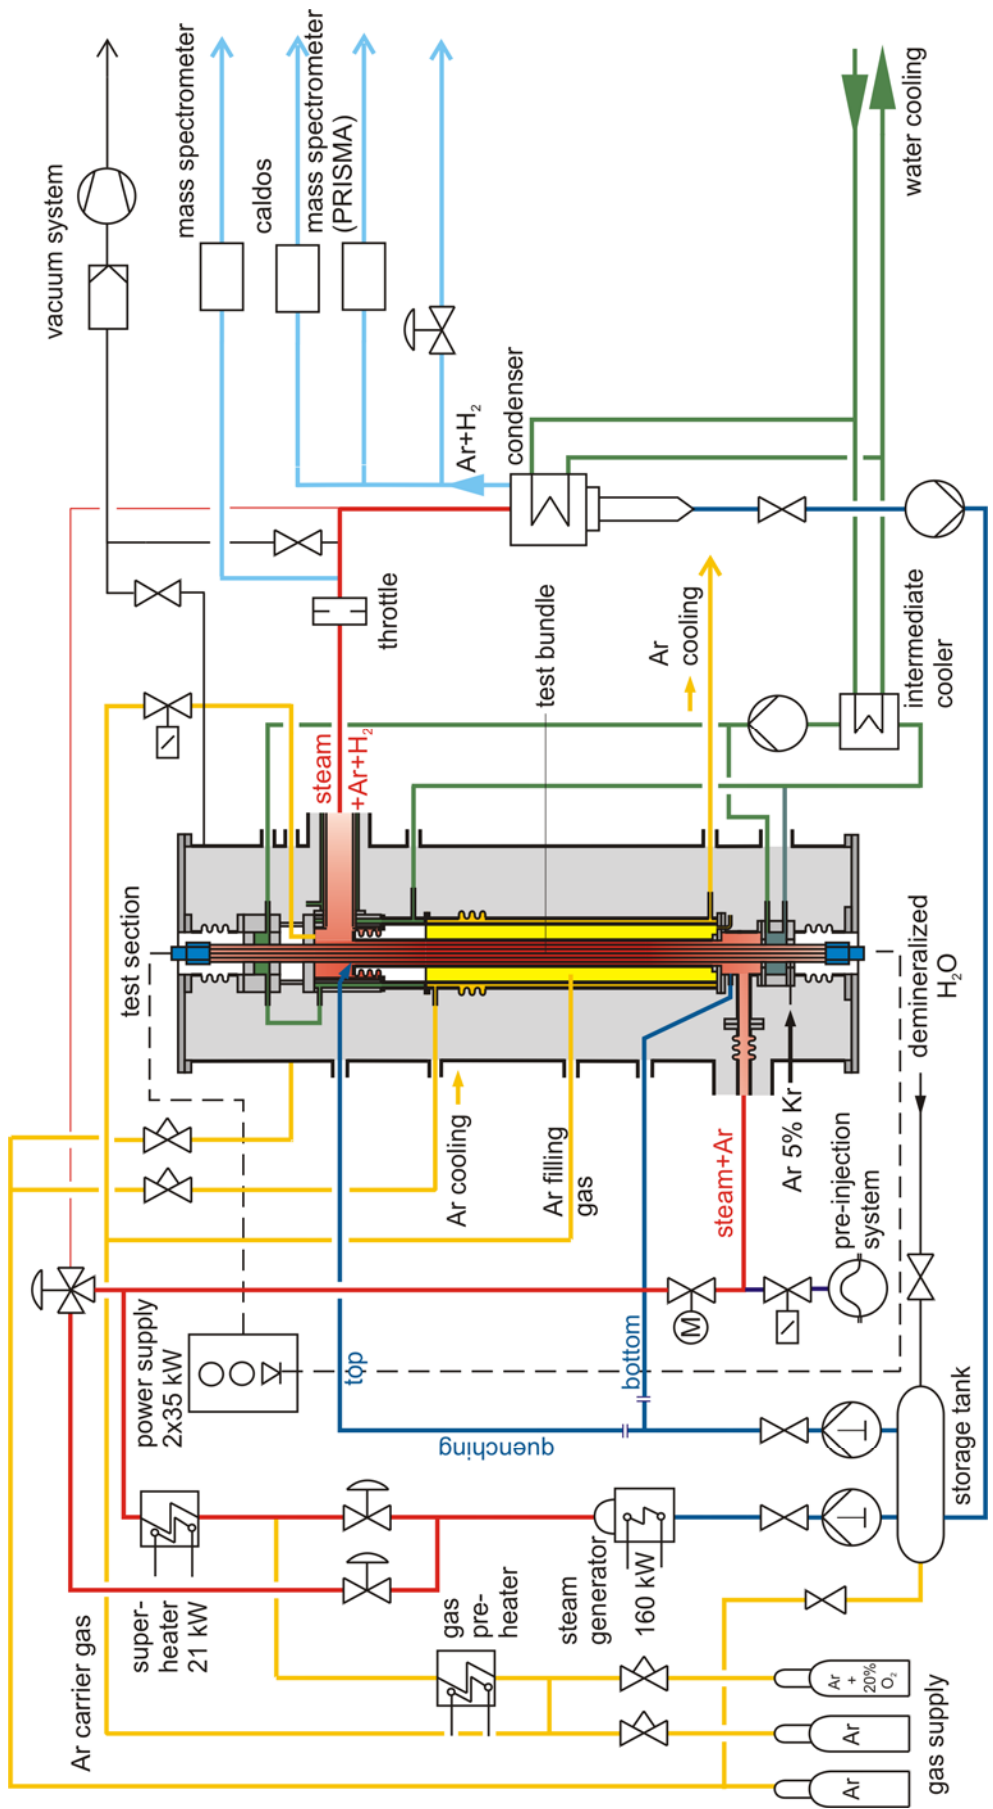 vacuum system
mass spectrometer
caldos
mass spectrometer
(PRISMA)
water cooling
Ar+H₂
condenser
throttle
test bundle
Ar
cooling
intermediate
cooler
steam
+Ar+H₂
test section
demineralized
H₂O
Ar cooling
Ar filling
gas
steam+Ar
Ar 5% Kr
pre-injection
system
M
power supply
2x35 kW
top
bottom
quenching
storage tank
super-
heater
21 kW
gas
pre-
heater
steam
generator
160 kW
Ar carrier gas
Ar
+
20%
O₂
Ar
Ar
gas supply